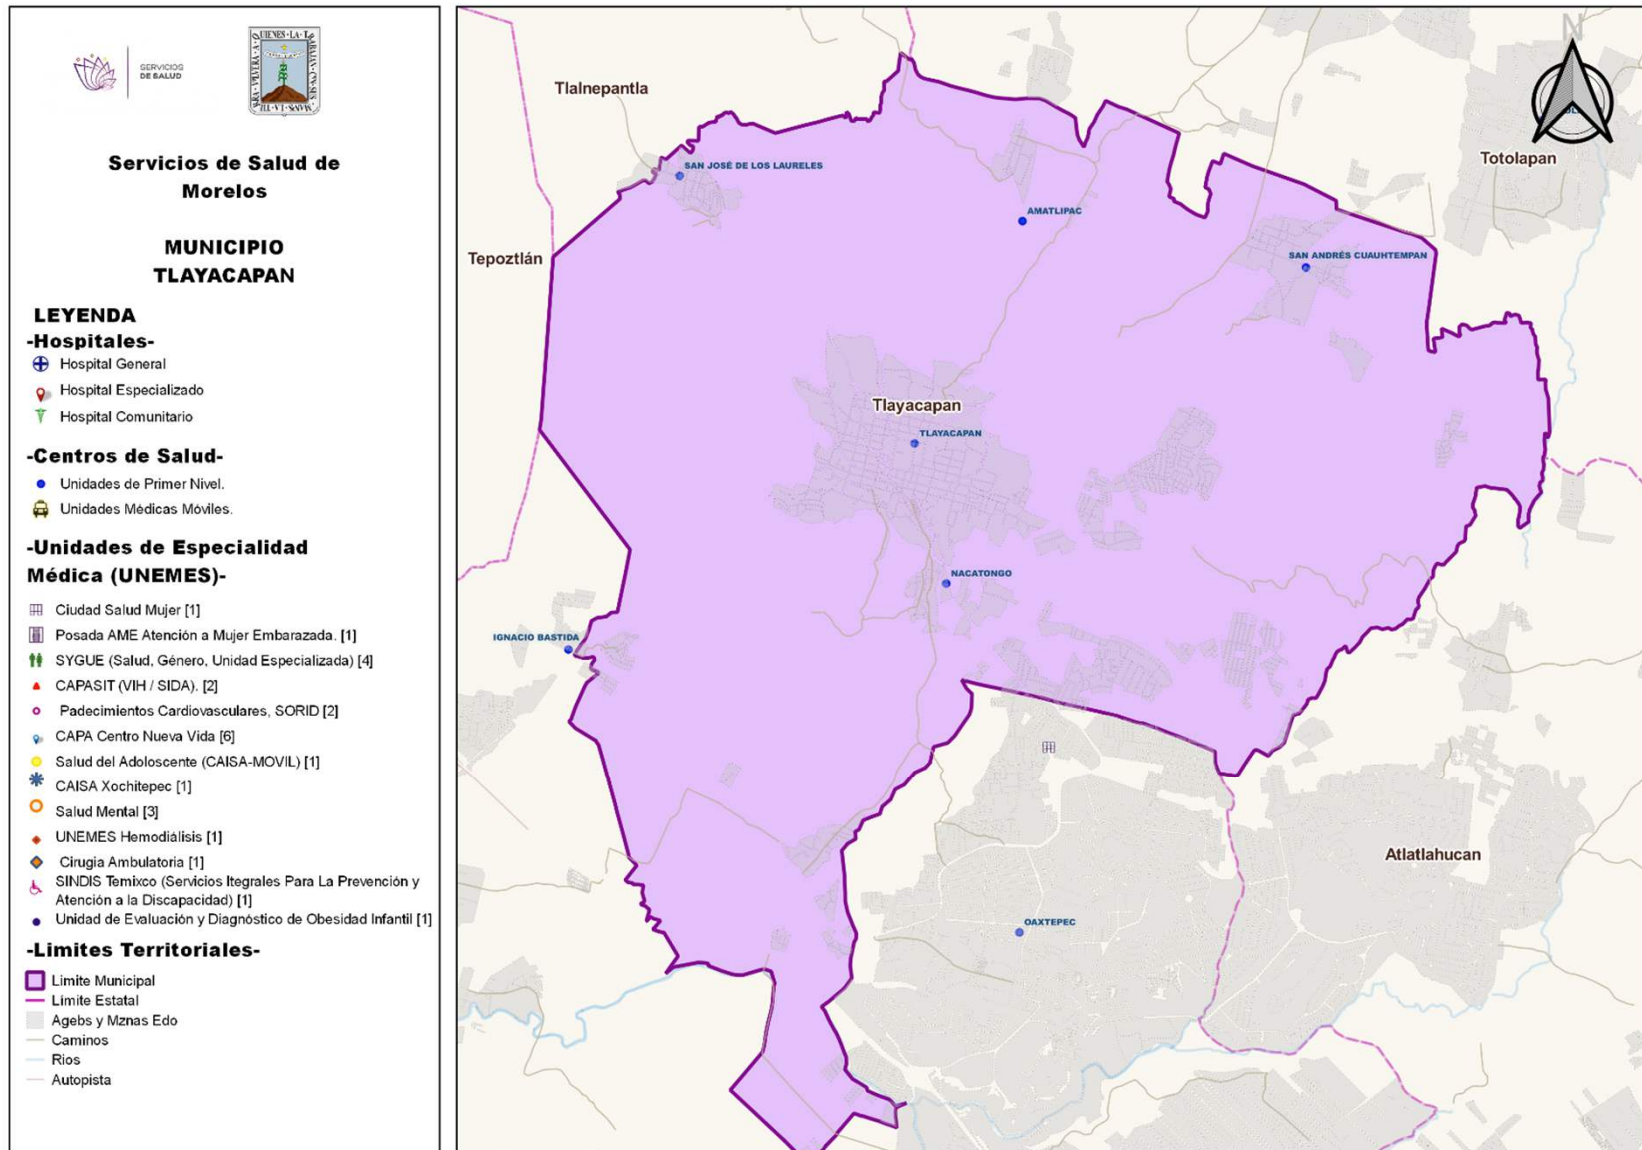 SERVICIOS
DE SALUD
Servicios de Salud de
Morelos
MUNICIPIO
TLAYACAPAN
LEYENDA
-Hospitales-
Hospital General
Hospital Especializado
Hospital Comunitario
-Centros de Salud-
Unidades de Primer Nivel.
Unidades Médicas Móviles.
-Unidades de Especialidad
Médica (UNEMES)-
Ciudad Salud Mujer [1]
Posada AME Atención a Mujer Embarazada. [1]
SYGUE (Salud, Género, Unidad Especializada) [4]
CAPASIT (VIH / SIDA). [2]
Padecimientos Cardiovasculares, SORID [2]
CAPA Centro Nueva Vida [6]
Salud del Adoloscente (CAISA-MOVIL) [1]
CAISA Xochitepec [1]
Salud Mental [3]
UNEMES Hemodiálisis [1]
Cirugia Ambulatoria [1]
SINDIS Temixco (Servicios Itegrales Para La Prevención y
Atención a la Discapacidad) [1]
Unidad de Evaluación y Diagnóstico de Obesidad Infantil [1]
-Limites Territoriales-
Limite Municipal
Límite Estatal
Agebs y Mznas Edo
Caminos
Rios
Autopista
N
Tlalnepantla
Totolapan
SAN JOSÉ DE LOS LAURELES
AMATLIPAC
Tepoztlán
SAN ANDRÉS CUAUHTEMPAN
Tlayacapan
TLAYACAPAN
NACATONGO
IGNACIO BASTIDA
Atlatlahucan
OAXTEPEC